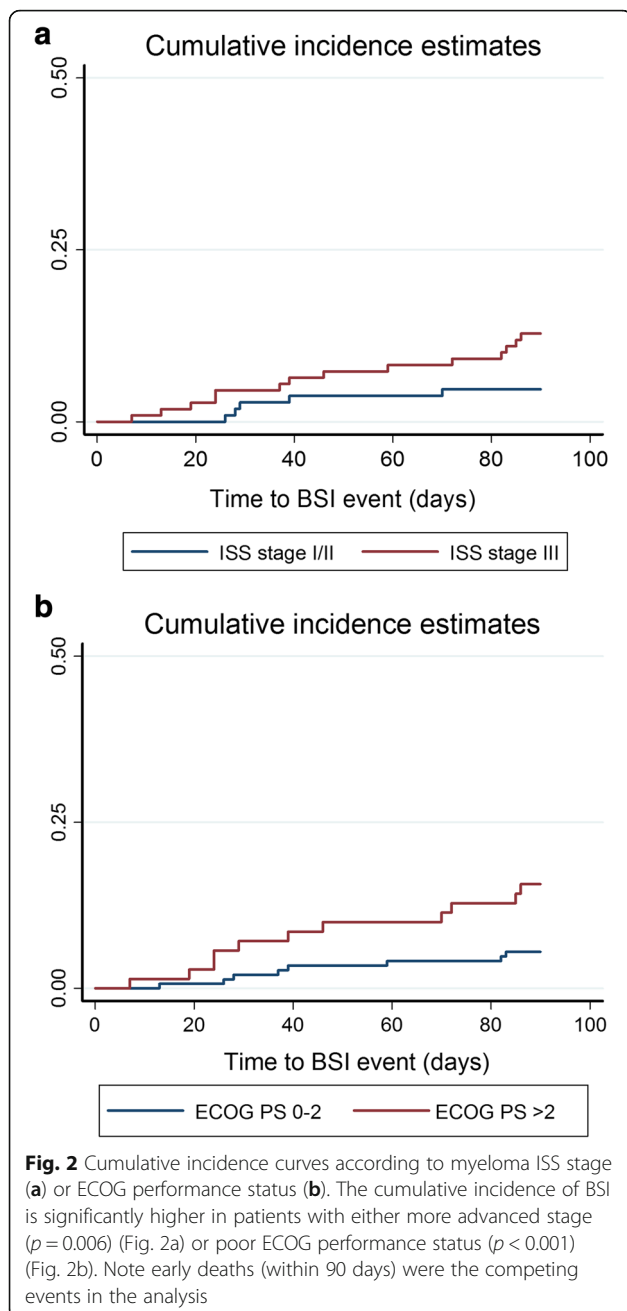 a
Cumulative incidence estimates
0.50
0.25
0.00
0 20 40 60 80 100
Time to BSI event (days)
ISS stage I/II ISS stage III
b
Cumulative incidence estimates
0.50
0.25
0.00
0 20 40 60 80 100
Time to BSI event (days)
ECOG PS 0-2 ECOG PS >2
Fig. 2 Cumulative incidence curves according to myeloma ISS stage
(a) or ECOG performance status (b). The cumulative incidence of BSI
is significantly higher in patients with either more advanced stage
(p = 0.006) (Fig. 2a) or poor ECOG performance status (p < 0.001)
(Fig. 2b). Note early deaths (within 90 days) were the competing
events in the analysis